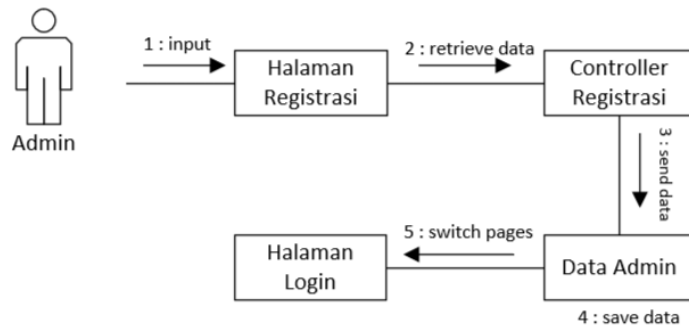 1 : input
2 : retrieve data
Halaman
Registrasi
Controller
Registrasi
Admin
3 : send data
5 : switch pages
Halaman
Login
Data Admin
4 : save data